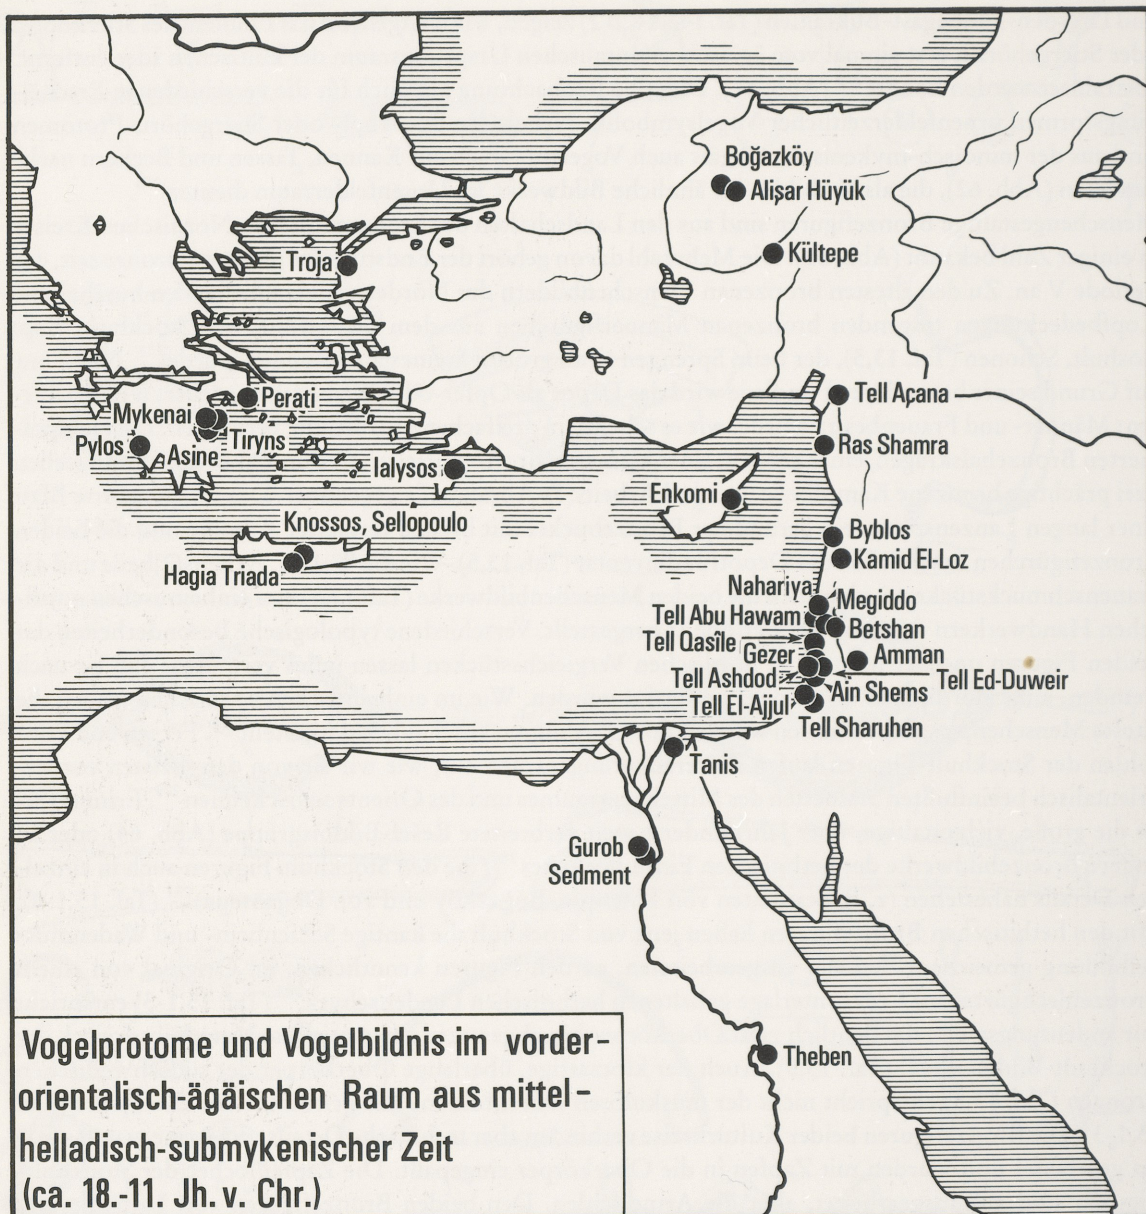 Boğazköy
Alişar Hüyük
Kültepe
Troja
Tell Açana
Perati
Mykenai
Tiryns
Pylos
Asine
Ras Shamra
Ialysos
Enkomi
Knossos, Sellopoulo
Byblos
Kamid El-Loz
Hagia Triada
Nahariya
Megiddo
Tell Abu Hawam
Betshan
Tell Qasile
Gezer
Amman
Tell Ashdod
Tell Ed-Duweir
Ain Shems
Tell El-Ajjul
Tell Sharuhen
Tanis
Gurob
Sedment
Theben
Vogelprotome und Vogelbildnis im vorder-
orientalisch-ägäischen Raum aus mittel-
helladisch-submykenischer Zeit
(ca. 18.-11. Jh. v. Chr.)